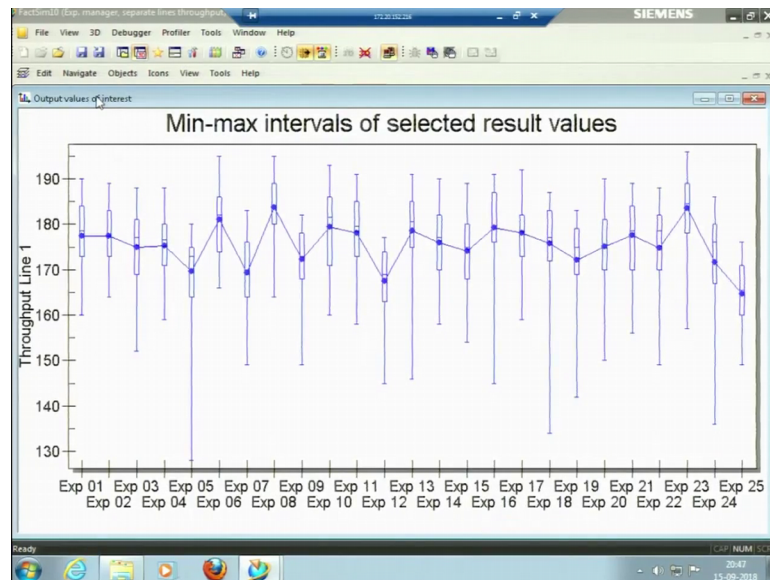 FactSim10 (Exp. manager, separate lines throughput,
172.20.152.216
SIEMENS
File View 3D Debugger Profiler Tools Window Help
Edit Navigate Objects Icons View Tools Help
Output values of interest
Min-max intervals of selected result values
Throughput Line 1
190
180
170
160
150
140
130
Exp 01 Exp 03 Exp 05 Exp 07 Exp 09 Exp 11 Exp 13 Exp 15 Exp 17 Exp 19 Exp 21 Exp 23 Exp 25
Exp 02 Exp 04 Exp 06 Exp 08 Exp 10 Exp 12 Exp 14 Exp 16 Exp 18 Exp 20 Exp 22 Exp 24
Ready
CAP NUM SCR
20:47
15-09-2018